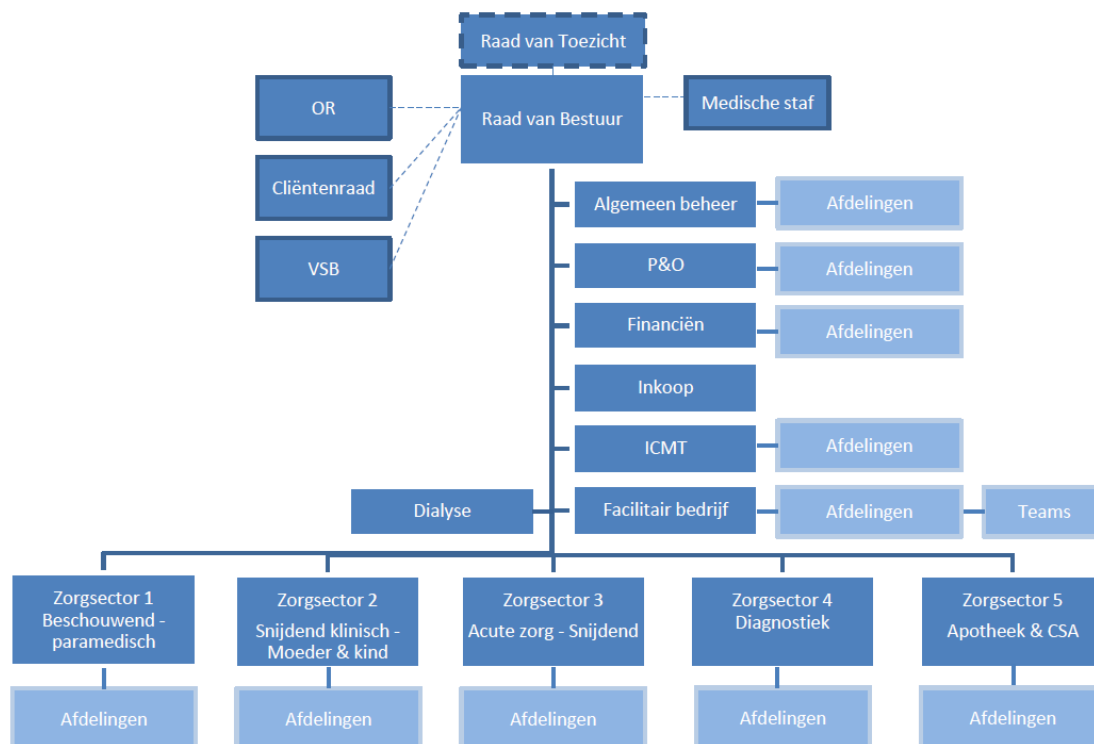 Raad van Toezicht
OR
Raad van Bestuur
Medische staf
Cliëntenraad
VSB
Algemeen beheer
Afdelingen
P&O
Afdelingen
Financiën
Afdelingen
Inkoop
ICMT
Afdelingen
Dialyse
Facilitair bedrijf
Afdelingen
Teams
Zorgsector 1
Beschouwend -
paramedisch
Zorgsector 2
Snijdend klinisch -
Moeder & kind
Zorgsector 3
Acute zorg - Snijdend
Zorgsector 4
Diagnostiek
Zorgsector 5
Apotheek & CSA
Afdelingen
Afdelingen
Afdelingen
Afdelingen
Afdelingen